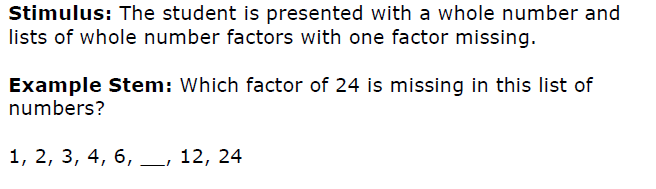 Stimulus: The student is presented with a whole number and
lists of whole number factors with one factor missing.
Example Stem: Which factor of 24 is missing in this list of
numbers?
1, 2, 3, 4, 6, __, 12, 24